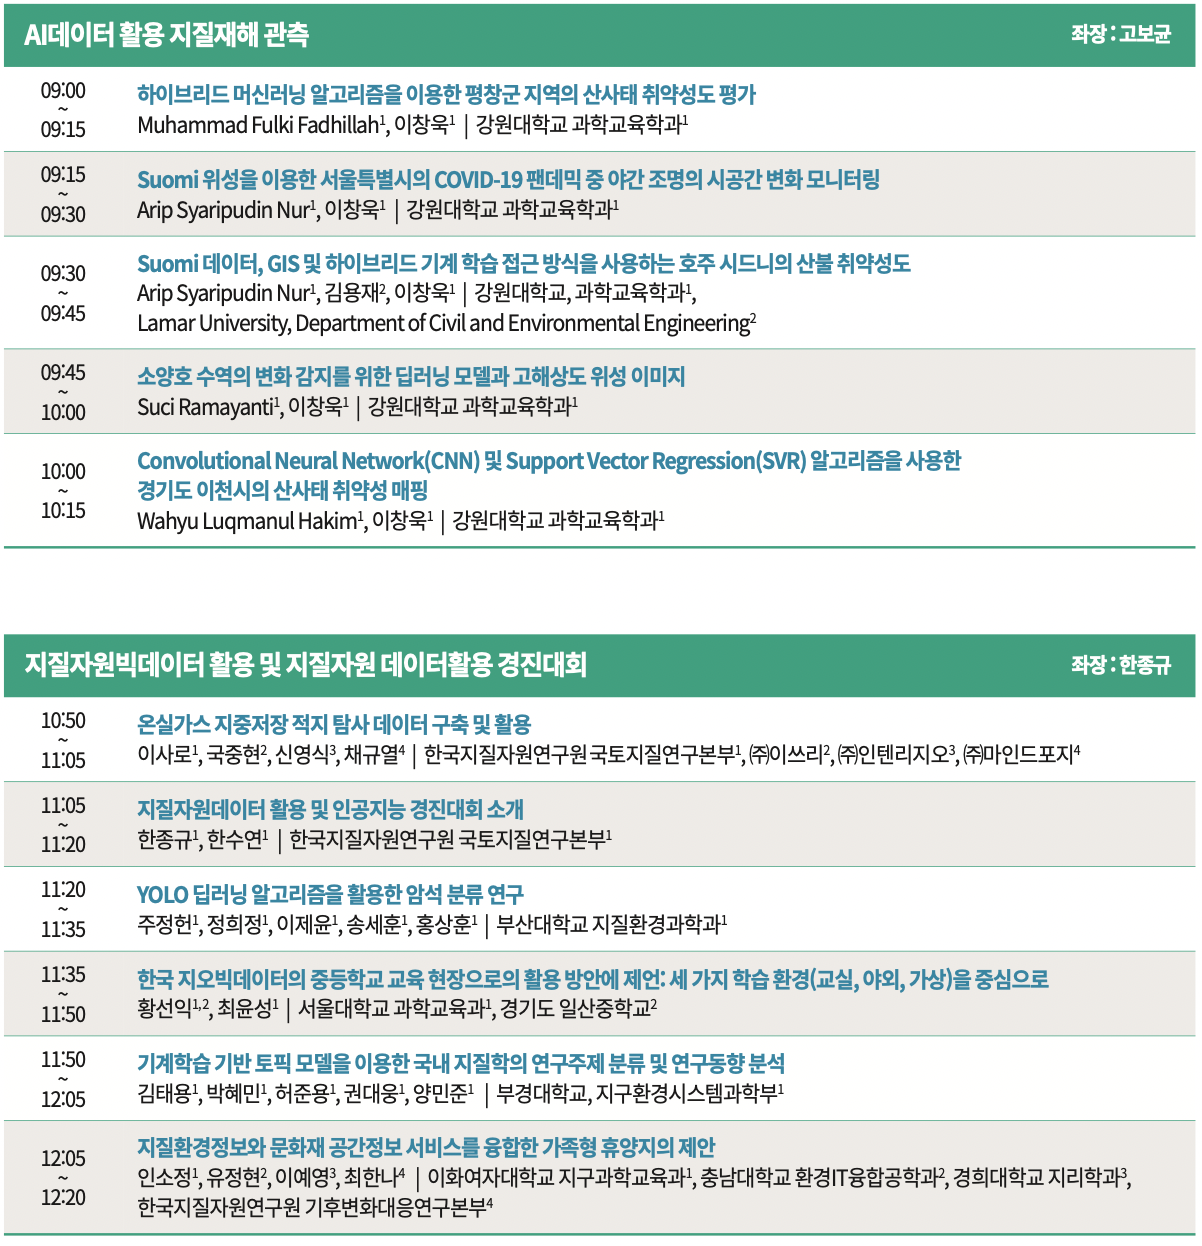 AI데이터 활용 지질재해 관측
좌장 : 고보균
09:00
~
09:15
하이브리드 머신러닝 알고리즘을 이용한 평창군 지역의 산사태 취약성도 평가
Muhammad Fulki Fadhillah¹, 이창욱¹ | 강원대학교 과학교육학과¹
09:15
~
09:30
Suomi 위성을 이용한 서울특별시의 COVID-19 팬데믹 중 야간 조명의 시공간 변화 모니터링
Arip Syaripudin Nur¹, 이창욱¹ | 강원대학교 과학교육학과¹
09:30
~
09:45
Suomi 데이터, GIS 및 하이브리드 기계 학습 접근 방식을 사용하는 호주 시드니의 산불 취약성도
Arip Syaripudin Nur¹, 김용재², 이창욱¹ | 강원대학교, 과학교육학과¹,
Lamar University, Department of Civil and Environmental Engineering²
09:45
~
10:00
소양호 수역의 변화 감지를 위한 딥러닝 모델과 고해상도 위성 이미지
Suci Ramayanti¹, 이창욱¹ | 강원대학교 과학교육학과¹
10:00
~
10:15
Convolutional Neural Network(CNN) 및 Support Vector Regression(SVR) 알고리즘을 사용한
경기도 이천시의 산사태 취약성 매핑
Wahyu Luqmanul Hakim¹, 이창욱¹ | 강원대학교 과학교육학과¹
지질자원빅데이터 활용 및 지질자원 데이터활용 경진대회
좌장 : 한종규
10:50
~
11:05
온실가스 지중저장 적지 탐사 데이터 구축 및 활용
이사로¹, 국중현², 신영식³, 채규열⁴ | 한국지질자원연구원 국토지질연구본부¹, ㈜이쓰리², ㈜인텐리지오³, ㈜마인드포지⁴
11:05
~
11:20
지질자원데이터 활용 및 인공지능 경진대회 소개
한종규¹, 한수연¹ | 한국지질자원연구원 국토지질연구본부¹
11:20
~
11:35
YOLO 딥러닝 알고리즘을 활용한 암석 분류 연구
주정헌¹, 정희정¹, 이제윤¹, 송세훈¹, 홍상훈¹ | 부산대학교 지질환경과학과¹
11:35
~
11:50
한국 지오빅데이터의 중등학교 교육 현장으로의 활용 방안에 제언: 세 가지 학습 환경(교실, 야외, 가상)을 중심으로
황선익¹,², 최윤성¹ | 서울대학교 과학교육과¹, 경기도 일산중학교²
11:50
~
12:05
기계학습 기반 토픽 모델을 이용한 국내 지질학의 연구주제 분류 및 연구동향 분석
김태용¹, 박혜민¹, 허준용¹, 권대웅¹, 양민준¹ | 부경대학교, 지구환경시스템과학부¹
12:05
~
12:20
지질환경정보와 문화재 공간정보 서비스를 융합한 가족형 휴양지의 제안
인소정¹, 유정현², 이예영³, 최한나⁴ | 이화여자대학교 지구과학교육과¹, 충남대학교 환경IT융합공학과², 경희대학교 지리학과³,
한국지질자원연구원 기후변화대응연구본부⁴